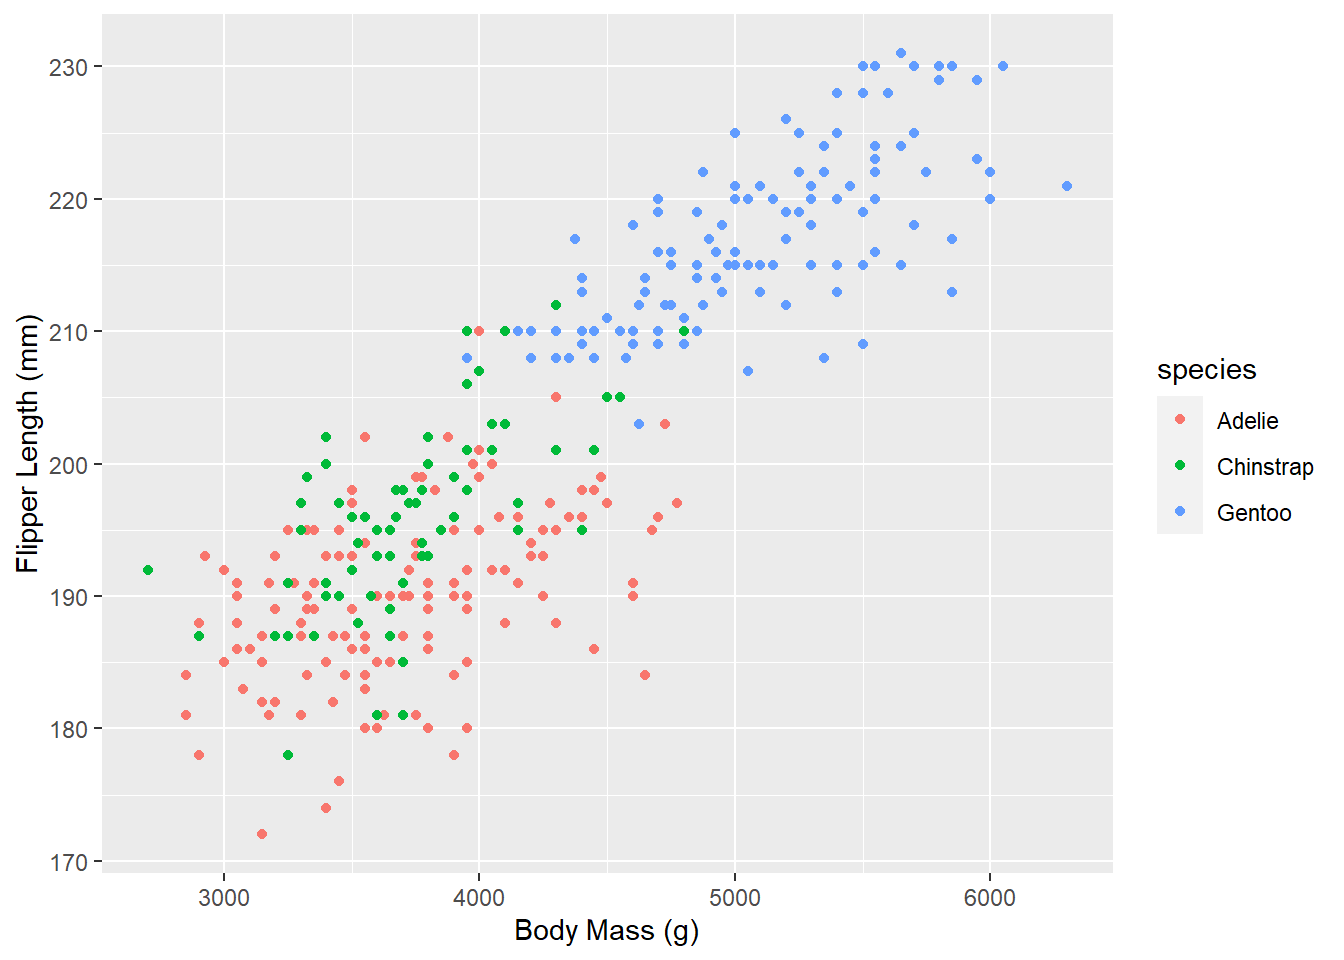 230
220
210
200
190
180
170
Flipper Length (mm)
3000
4000
5000
6000
Body Mass (g)
species
Adelie
Chinstrap
Gentoo